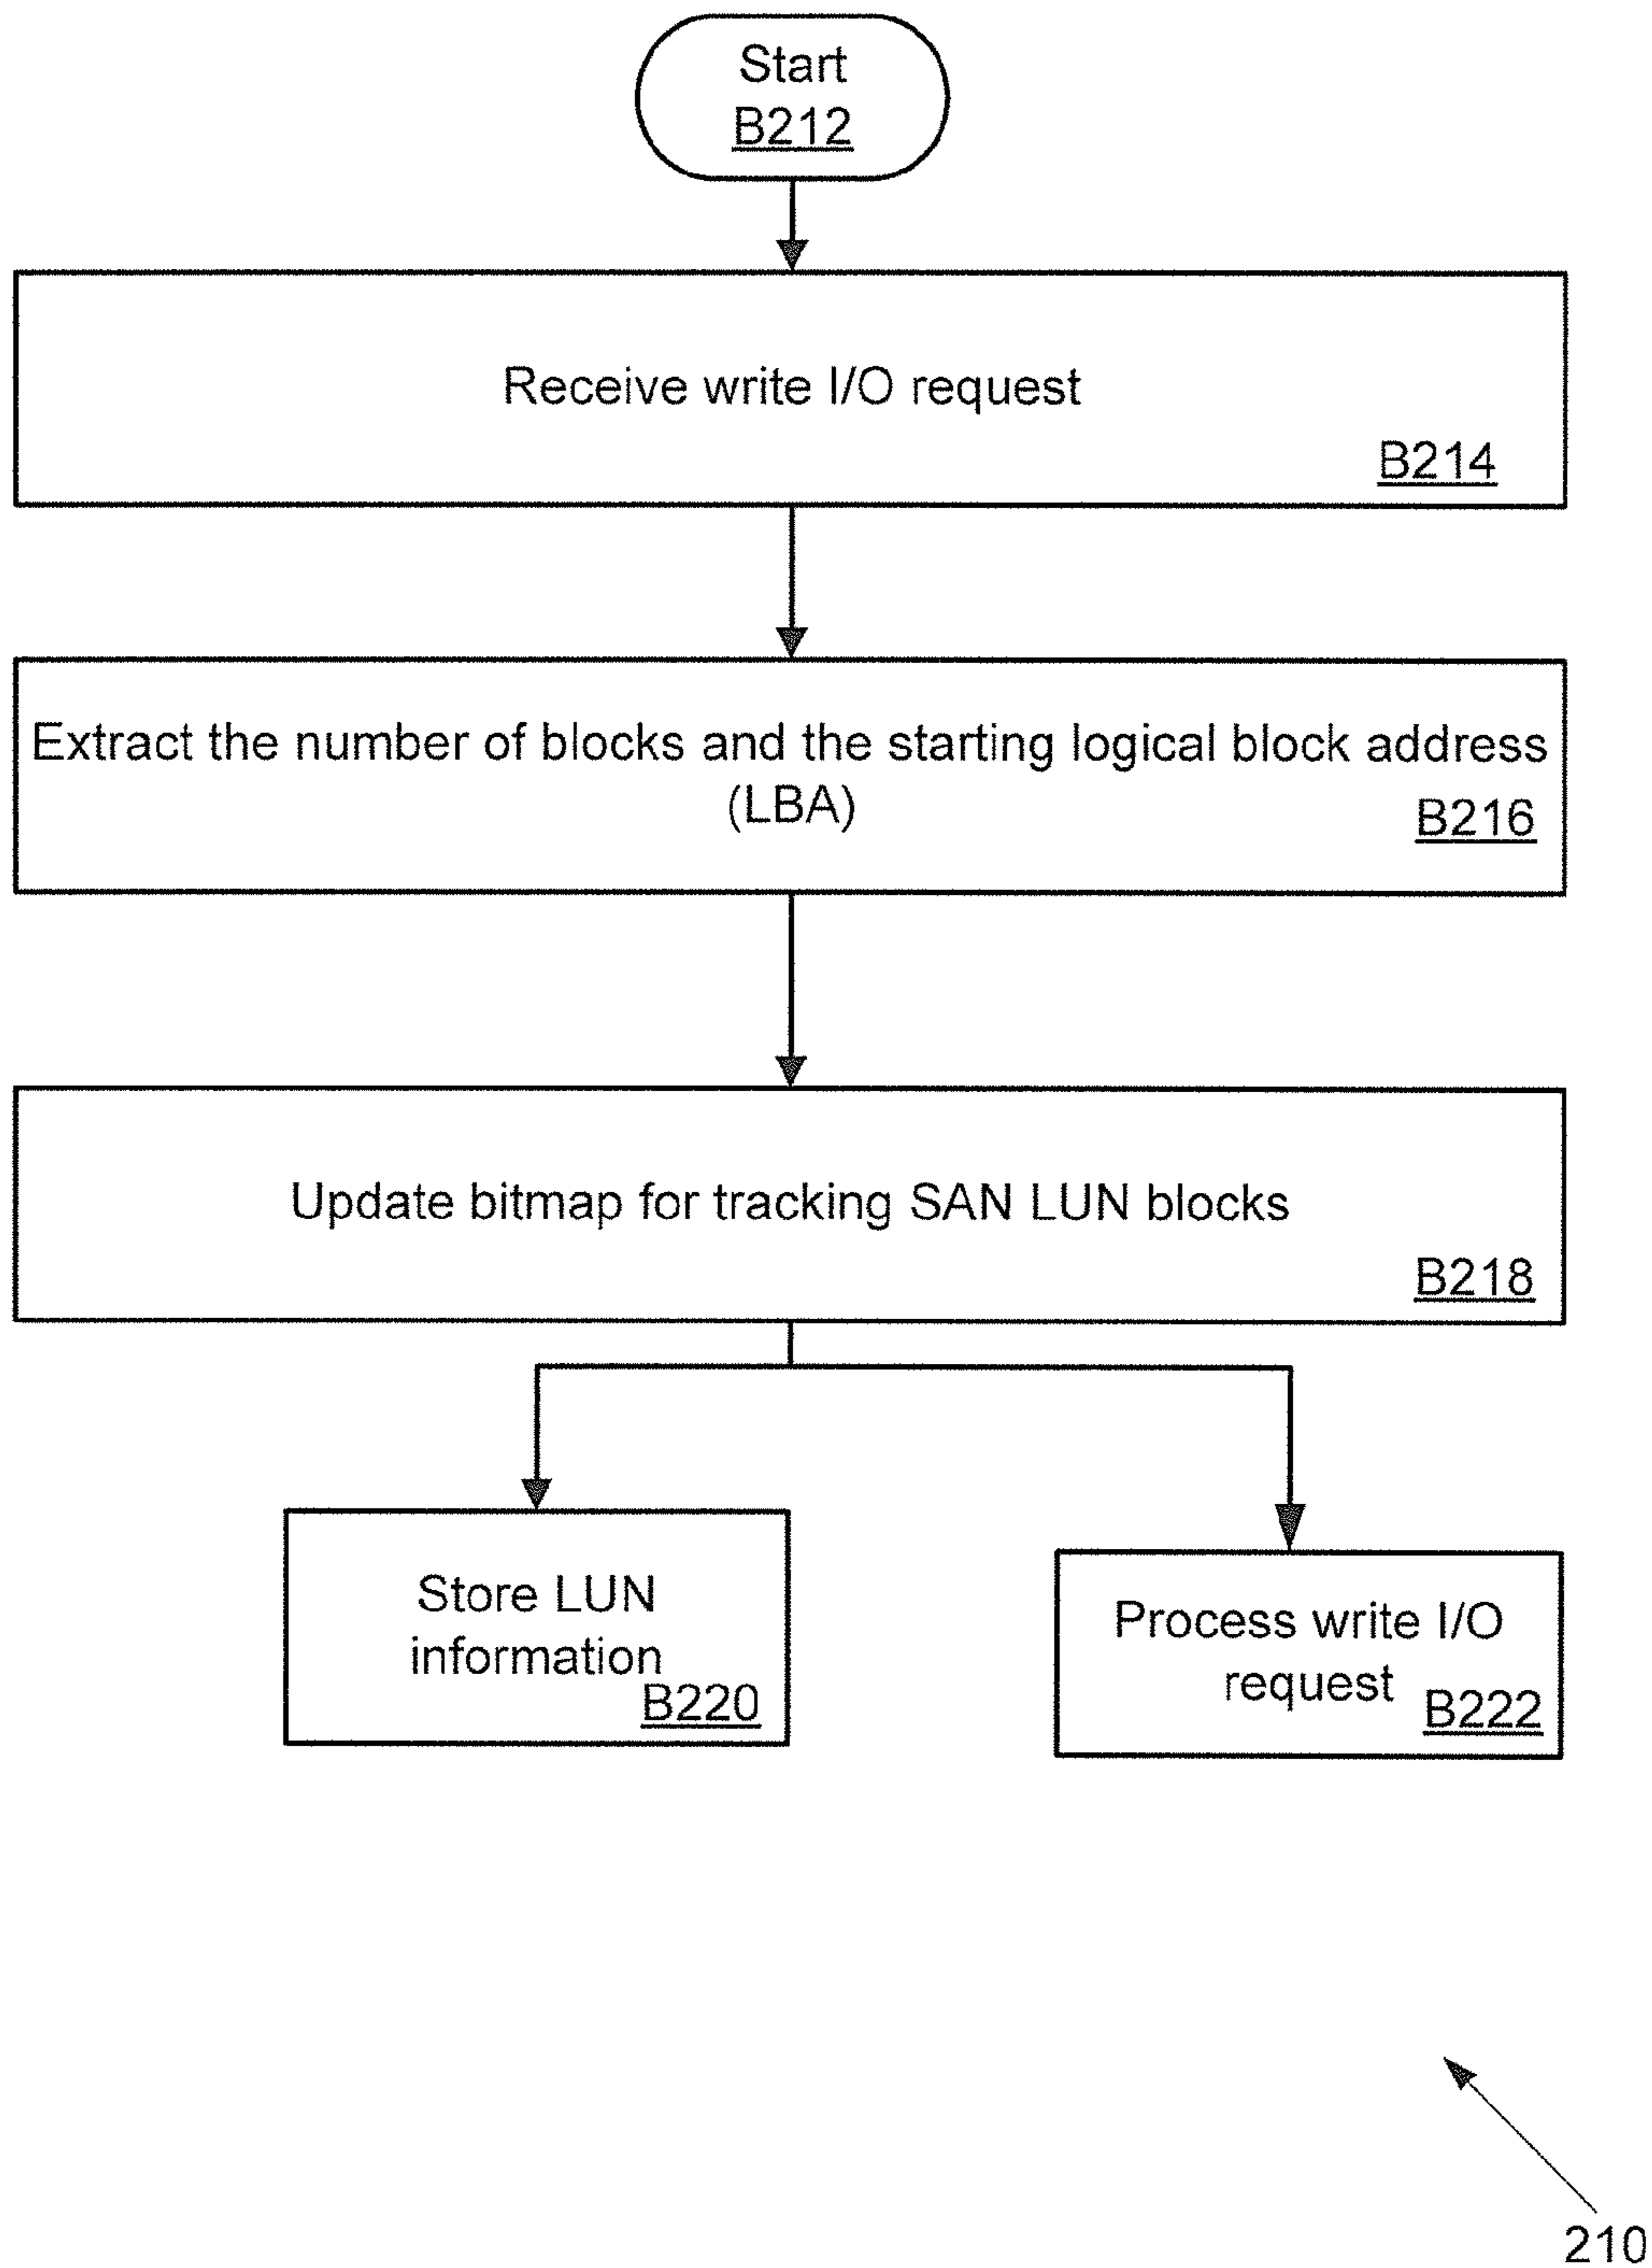 Start
B212
Receive write I/O request
B214
Extract the number of blocks and the starting logical block address
(LBA)
B216
Update bitmap for tracking SAN LUN blocks
B218
Store LUN
information
B220
Process write I/O
request
B222
210